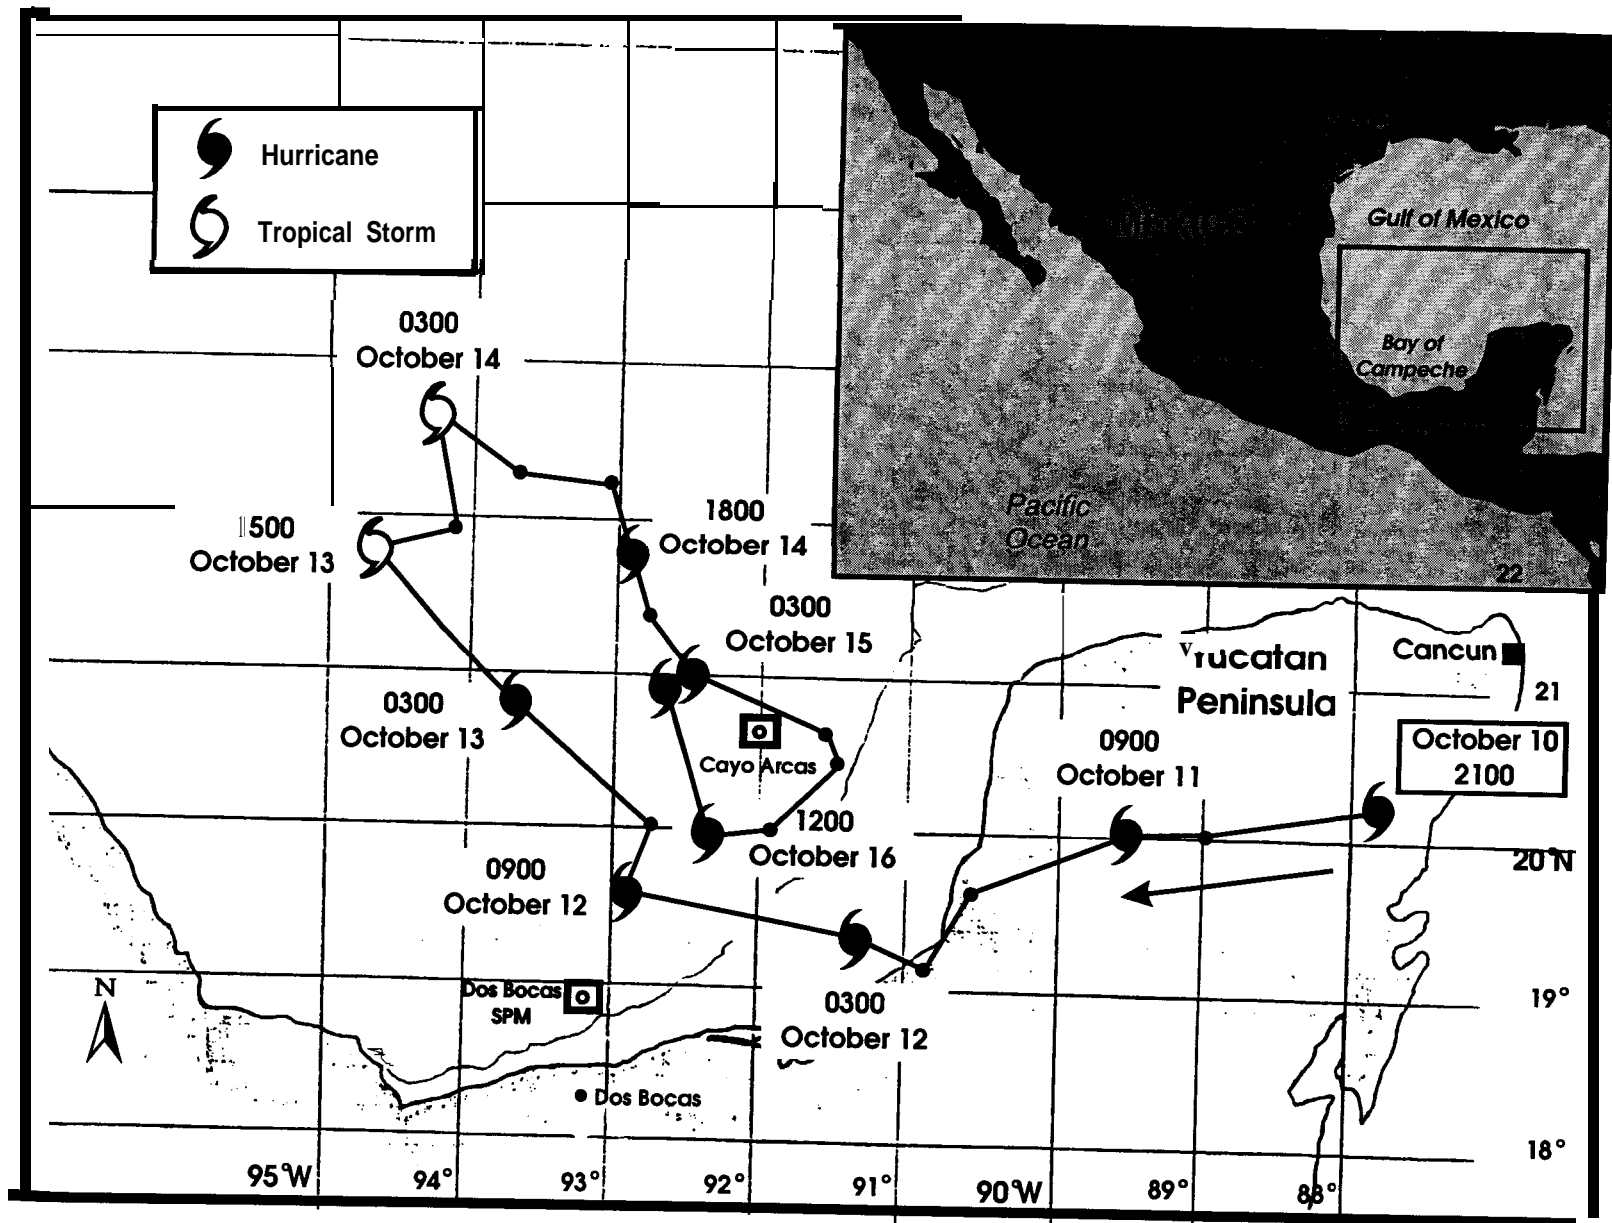 Hurricane
Tropical Storm
Gulf of Mexico
Bay of
Campeche
Pacific
Ocean
22
0300
October 14
1500
October 13
1800
October 14
0300
October 15
0300
October 13
Cayo Arcas
Yucatan
Peninsula
Cancun
21
October 10
2100
0900
October 11
1200
October 16
20°N
0900
October 12
N
Dos Bocas
SPM
0300
October 12
19°
Dos Bocas
18°
95°W
94°
93°
92°
91°
90°W
89°
88°